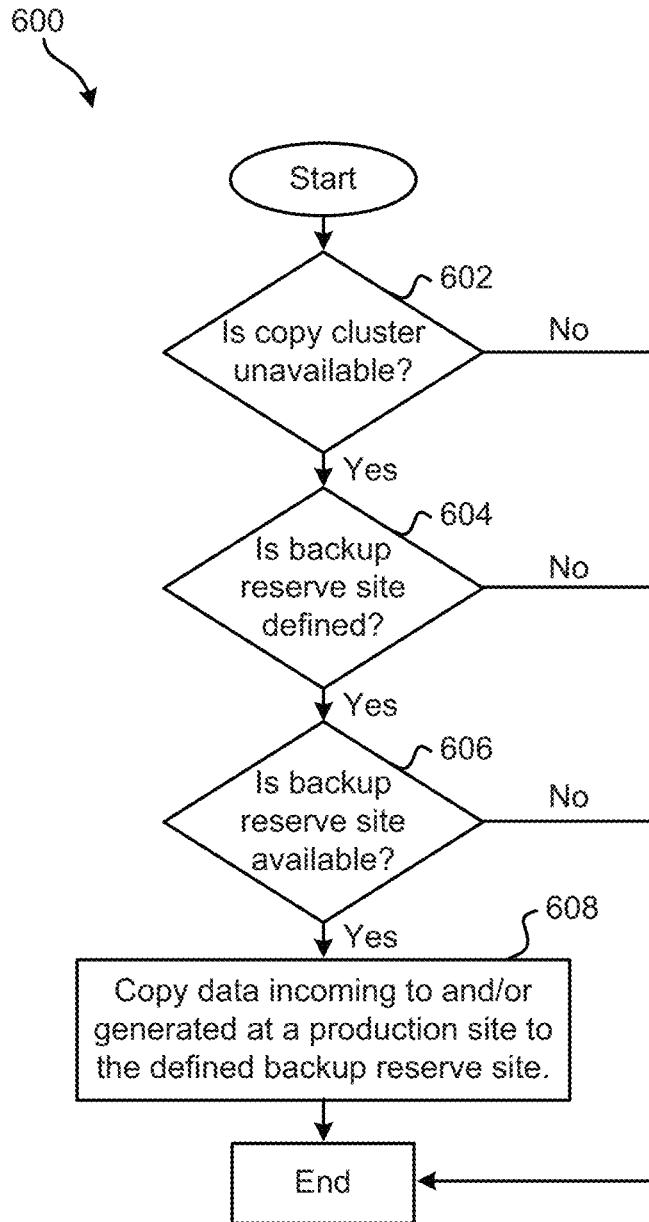 600
Start
602
Is copy cluster
unavailable?
No
Yes
604
Is backup
reserve site
defined?
No
Yes
606
Is backup
reserve site
available?
No
Yes
608
Copy data incoming to and/or
generated at a production site to
the defined backup reserve site.
End